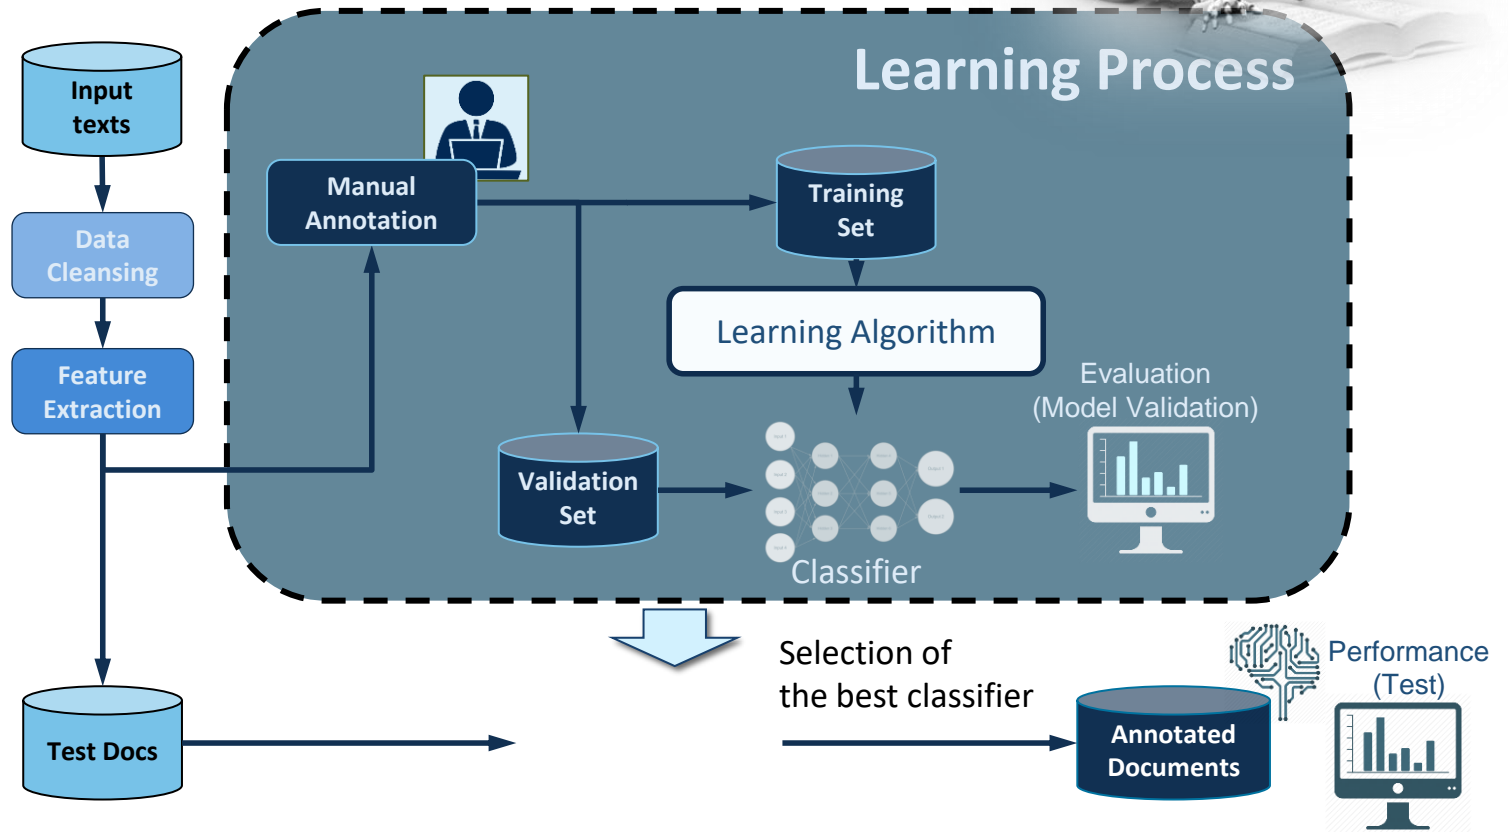 Learning Process
Input
texts
Manual
Annotation
Training
Set
Data
Cleansing
Learning Algorithm
Feature
Extraction
Evaluation
(Model Validation)
Validation
Set
Classifier
Selection of
the best classifier
Performance
(Test)
Test Docs
Annotated
Documents